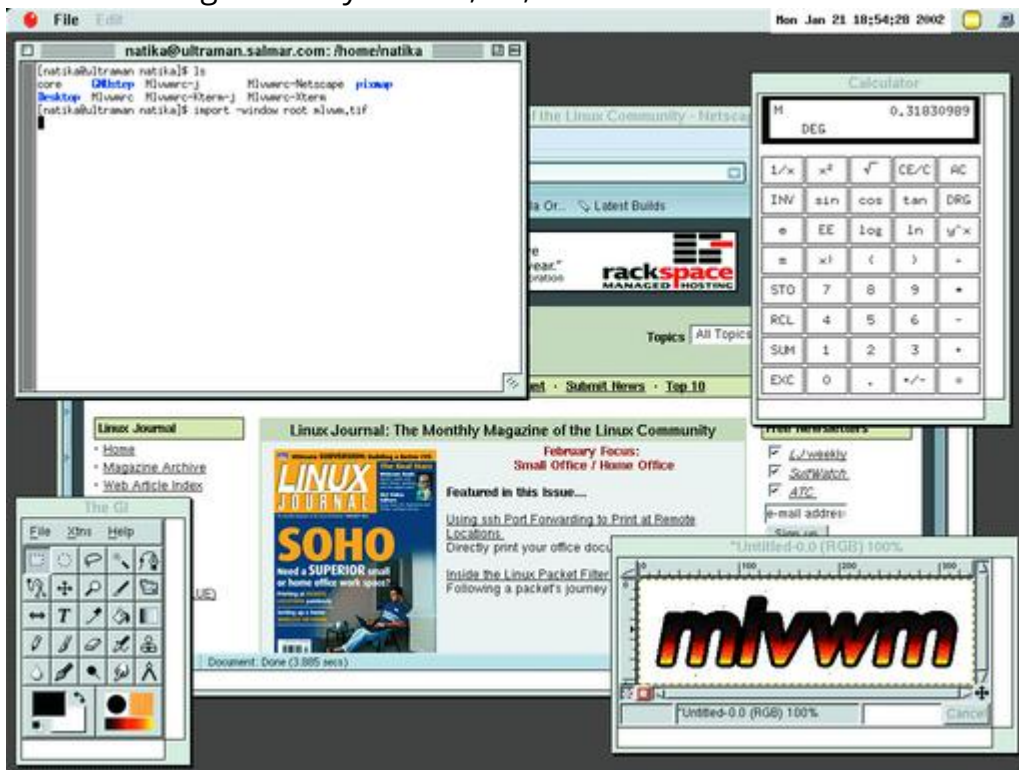 File Edit
Mon Jan 21 18:54:28 2002
natika@ultraman.salmar.com: /home/natika
[natika@ultraman natika]$ ls
core GNUstep Mlvwmrc-j Mlvwmrc-Netscape pixmap
Desktop Mlvwmrc Mlvwmrc-Kterm-j Mlvwmrc-Xterm
[natika@ultraman natika]$ import -window root mlvwm.tif
of the Linux Community - Netsca
Latest Builds
year."
rackspace
MANAGED HOSTING
Topics All Topics
Submit News · Top 10
Calculator
M 0.31830989
DEG
1/x x² √ CE/C AC
INV sin cos tan DRG
e EE log ln y^x
π x! ( ) ÷
STO 7 8 9 *
RCL 4 5 6 -
SUM 1 2 3 +
EXC 0 . +/- =
Linux Journal
· Home
· Magazine Archive
· Web Article Index
UE)
Linux Journal: The Monthly Magazine of the Linux Community
LINUX
JOURNAL
SOHO
Need a SUPERIOR small
or home office work space?
February Focus:
Small Office / Home Office
Featured in this Issue....
Using ssh Port Forwarding to Print at Remote
Locations.
Directly print your office docu
Inside the Linux Packet Filter
Following a packet's journey
Free Newsletters
LJ weekly
SuitWatch
ATC
e-mail address
Sign up
Document: Done (3.885 secs)
The GI
File Xtns Help
*Untitled-0.0 (RGB) 100%
0 100 200 300
mlvwm
*Untitled-0.0 (RGB) 100%
Cancel